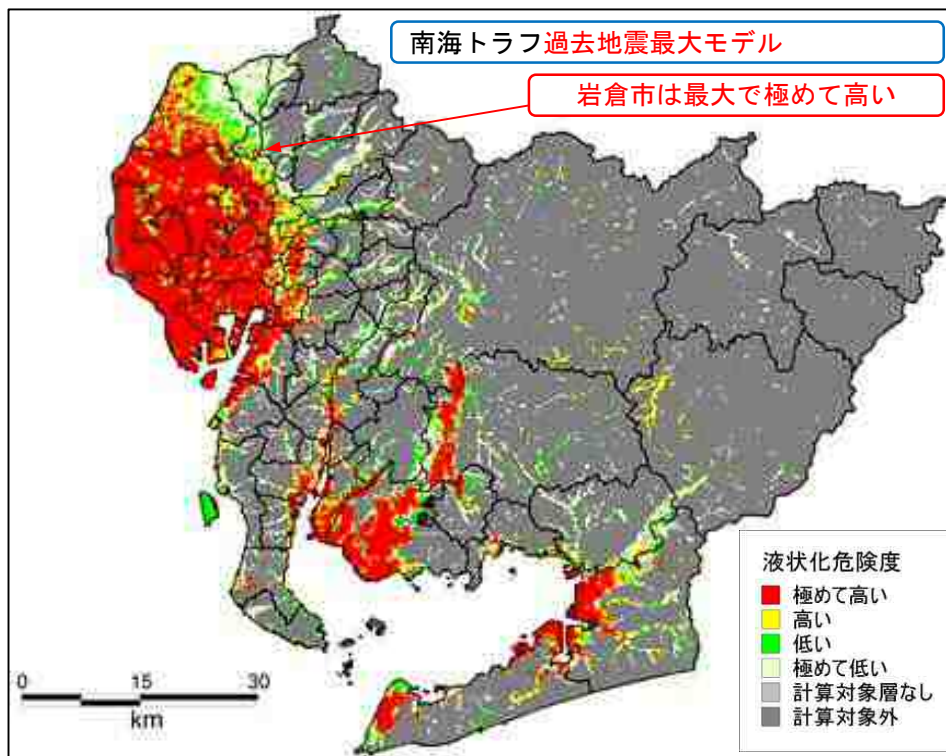 南海トラフ過去地震最大モデル
岩倉市は最大で極めて高い
液状化危険度
極めて高い
高い
低い
極めて低い
計算対象層なし
計算対象外
0 15 30
km